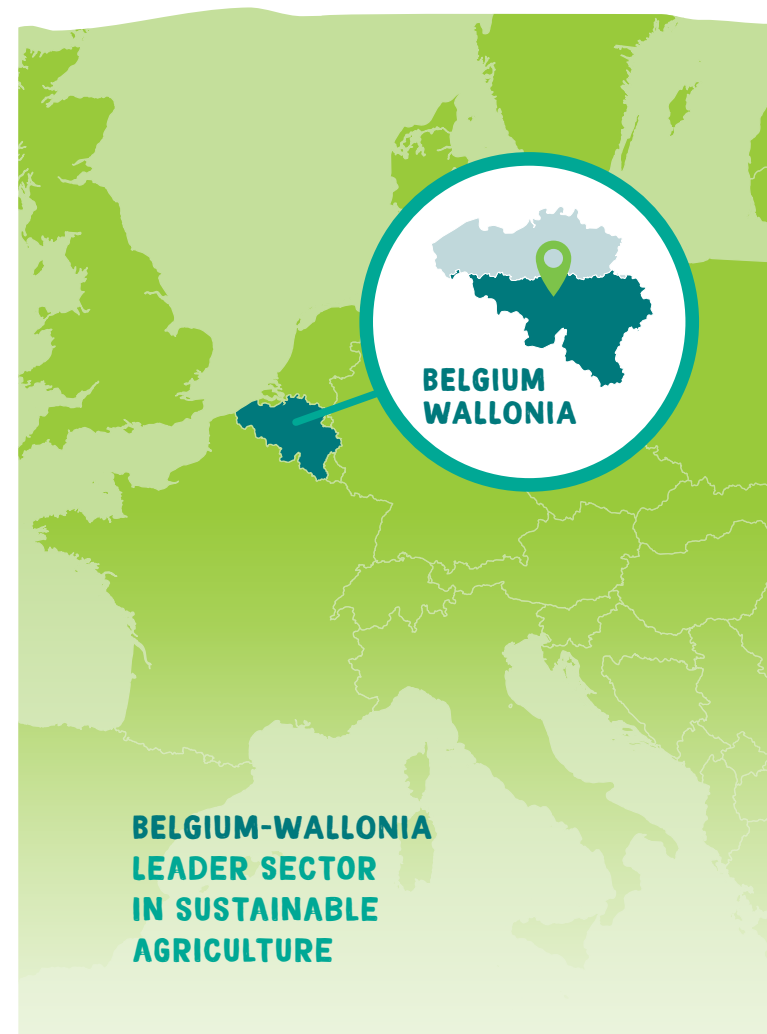 BELGIUM
WALLONIA
BELGIUM-WALLONIA
LEADER SECTOR
IN SUSTAINABLE
AGRICULTURE